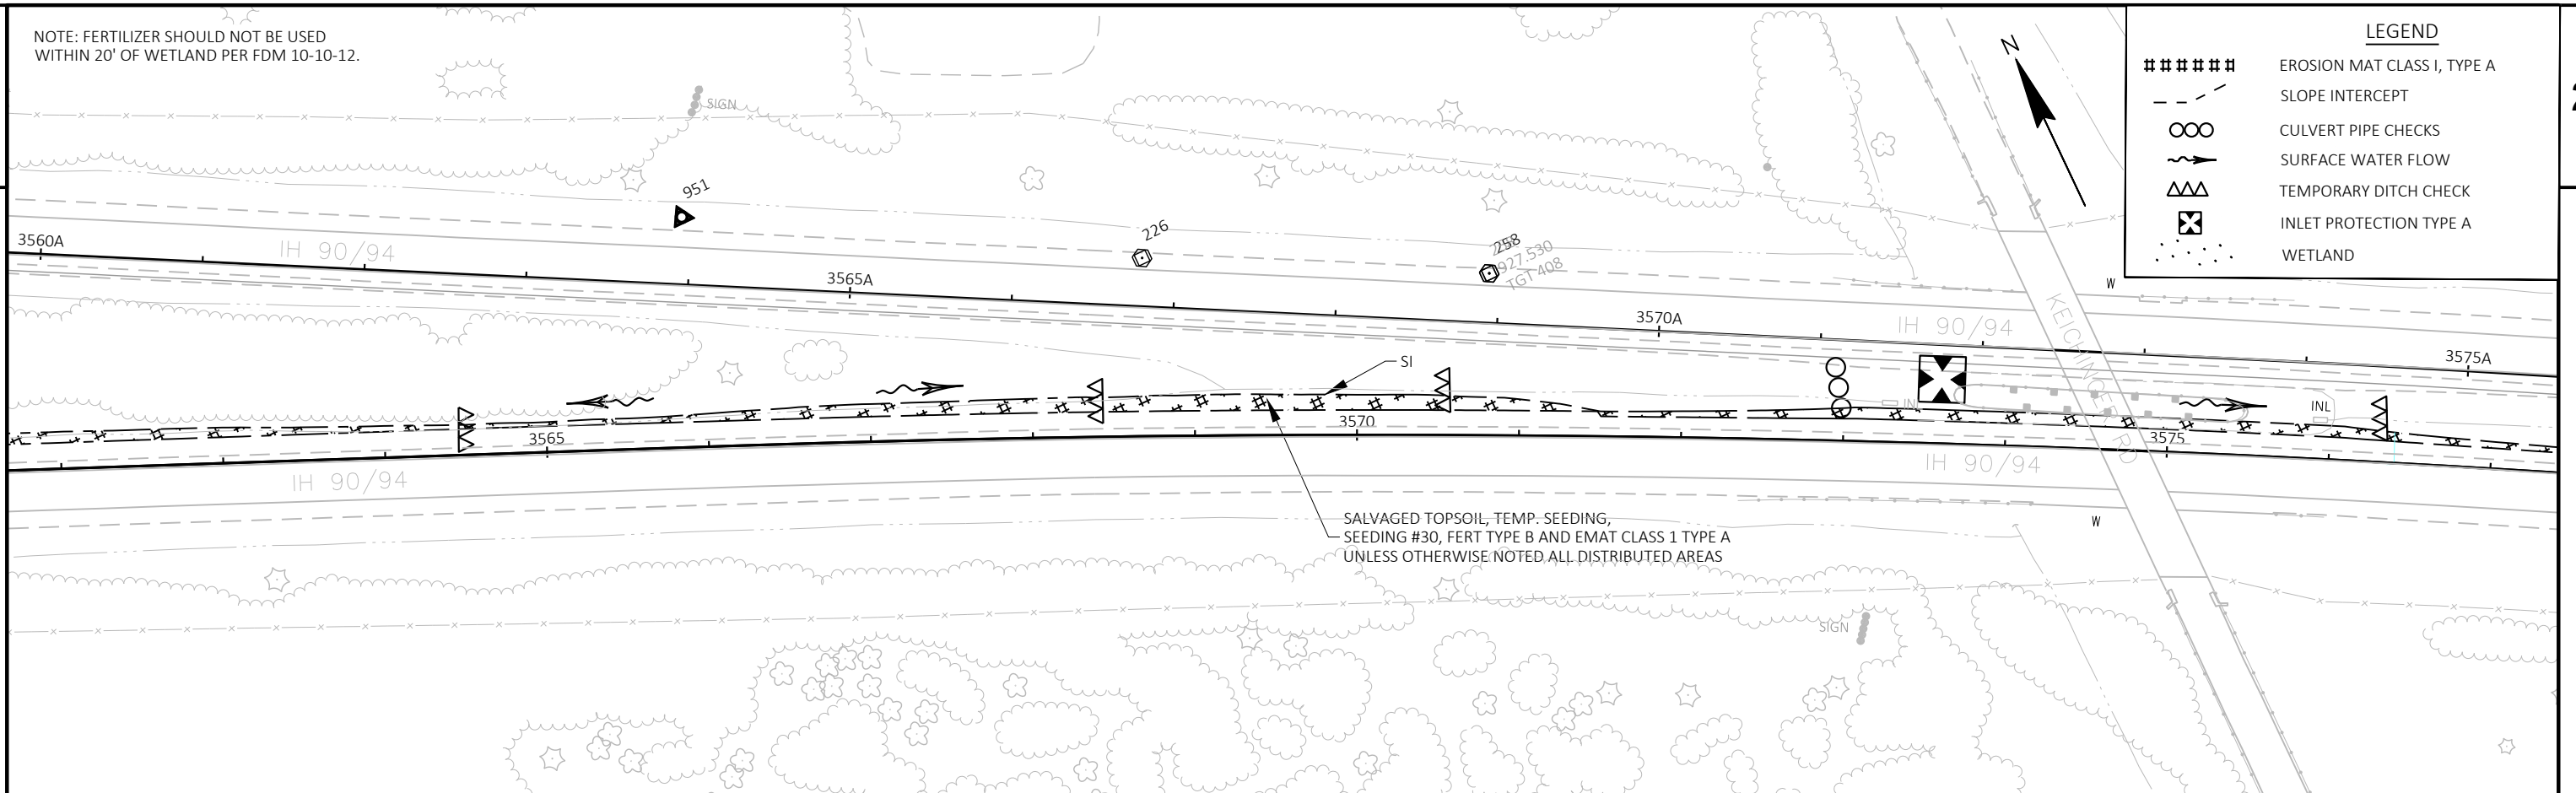 NOTE: FERTILIZER SHOULD NOT BE USED
WITHIN 20' OF WETLAND PER FDM 10-10-12.
LEGEND
EROSION MAT CLASS I, TYPE A
SLOPE INTERCEPT
CULVERT PIPE CHECKS
SURFACE WATER FLOW
TEMPORARY DITCH CHECK
INLET PROTECTION TYPE A
WETLAND
N
SIGN
951
226
258
927.530
TGT 408
3560A
IH 90/94
3565A
3570A
IH 90/94
3575A
W
KEICHINGER RD
SI
INL
3565
3570
3575
IH 90/94
IH 90/94
W
SALVAGED TOPSOIL, TEMP. SEEDING,
SEEDING #30, FERT TYPE B AND EMAT CLASS 1 TYPE A
UNLESS OTHERWISE NOTED ALL DISTRIBUTED AREAS
SIGN